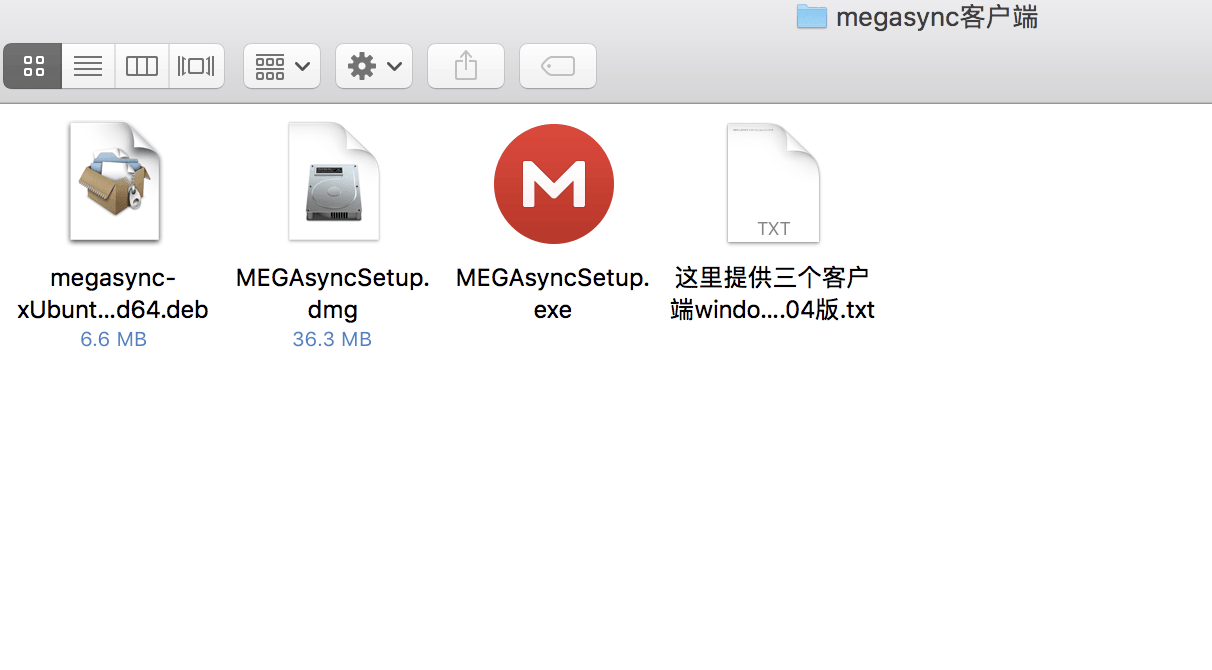 megasync客户端
megasync-
xUbunt...d64.deb
6.6 MB
MEGAsyncSetup.
dmg
36.3 MB
M
MEGAsyncSetup.
exe
TXT
这里提供三个客户
端windo....04版.txt